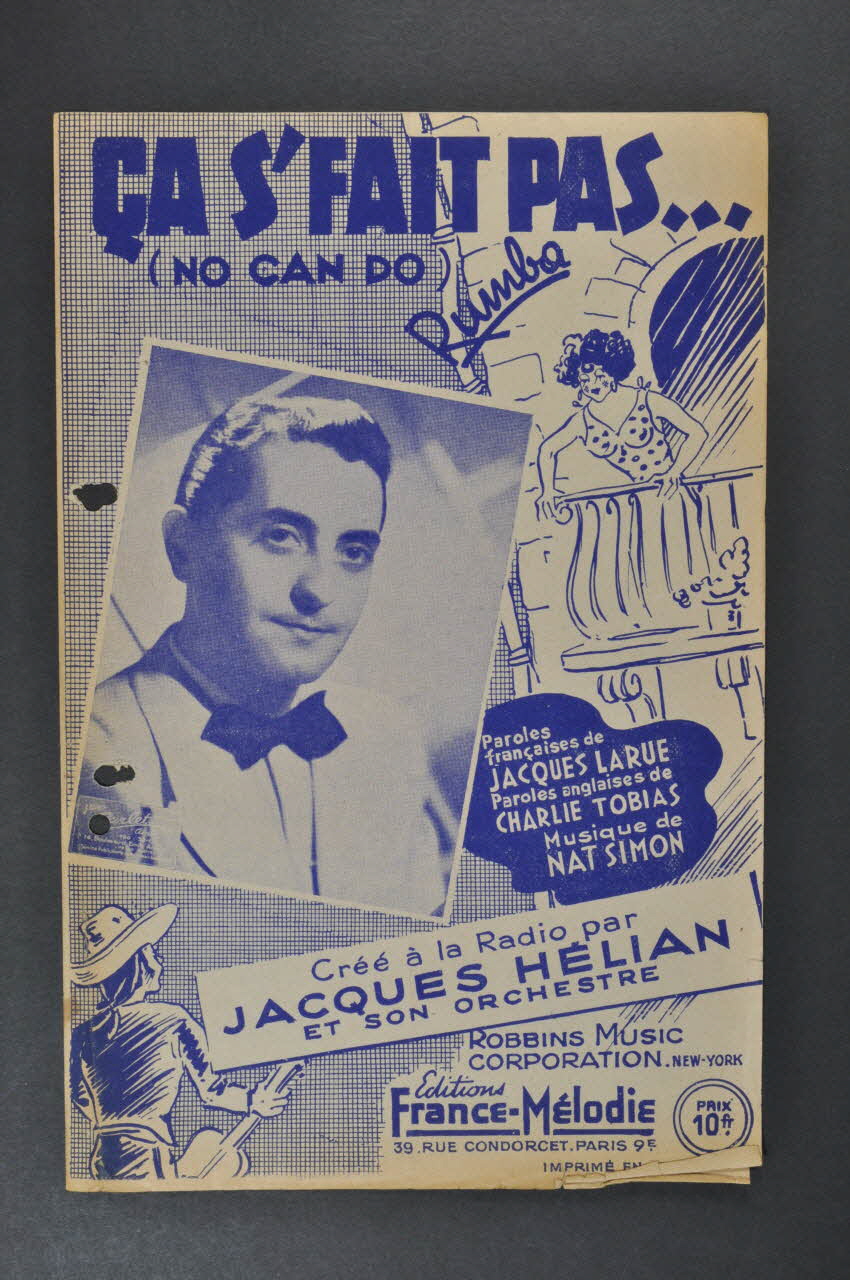 ÇA S'FAIT PAS...
(NO CAN DO)
Rumba
Paroles
françaises de
JACQUES LARUE
Paroles anglaises de
CHARLIE TOBIAS
Musique de
NAT SIMON
Créé à la Radio par
JACQUES HÉLIAN
ET SON ORCHESTRE
ROBBINS MUSIC
CORPORATION. NEW-YORK
Editions
France-Mélodie
39. RUE CONDORCET. PARIS 9E
PRIX
10fr.
IMPRIMÉ EN